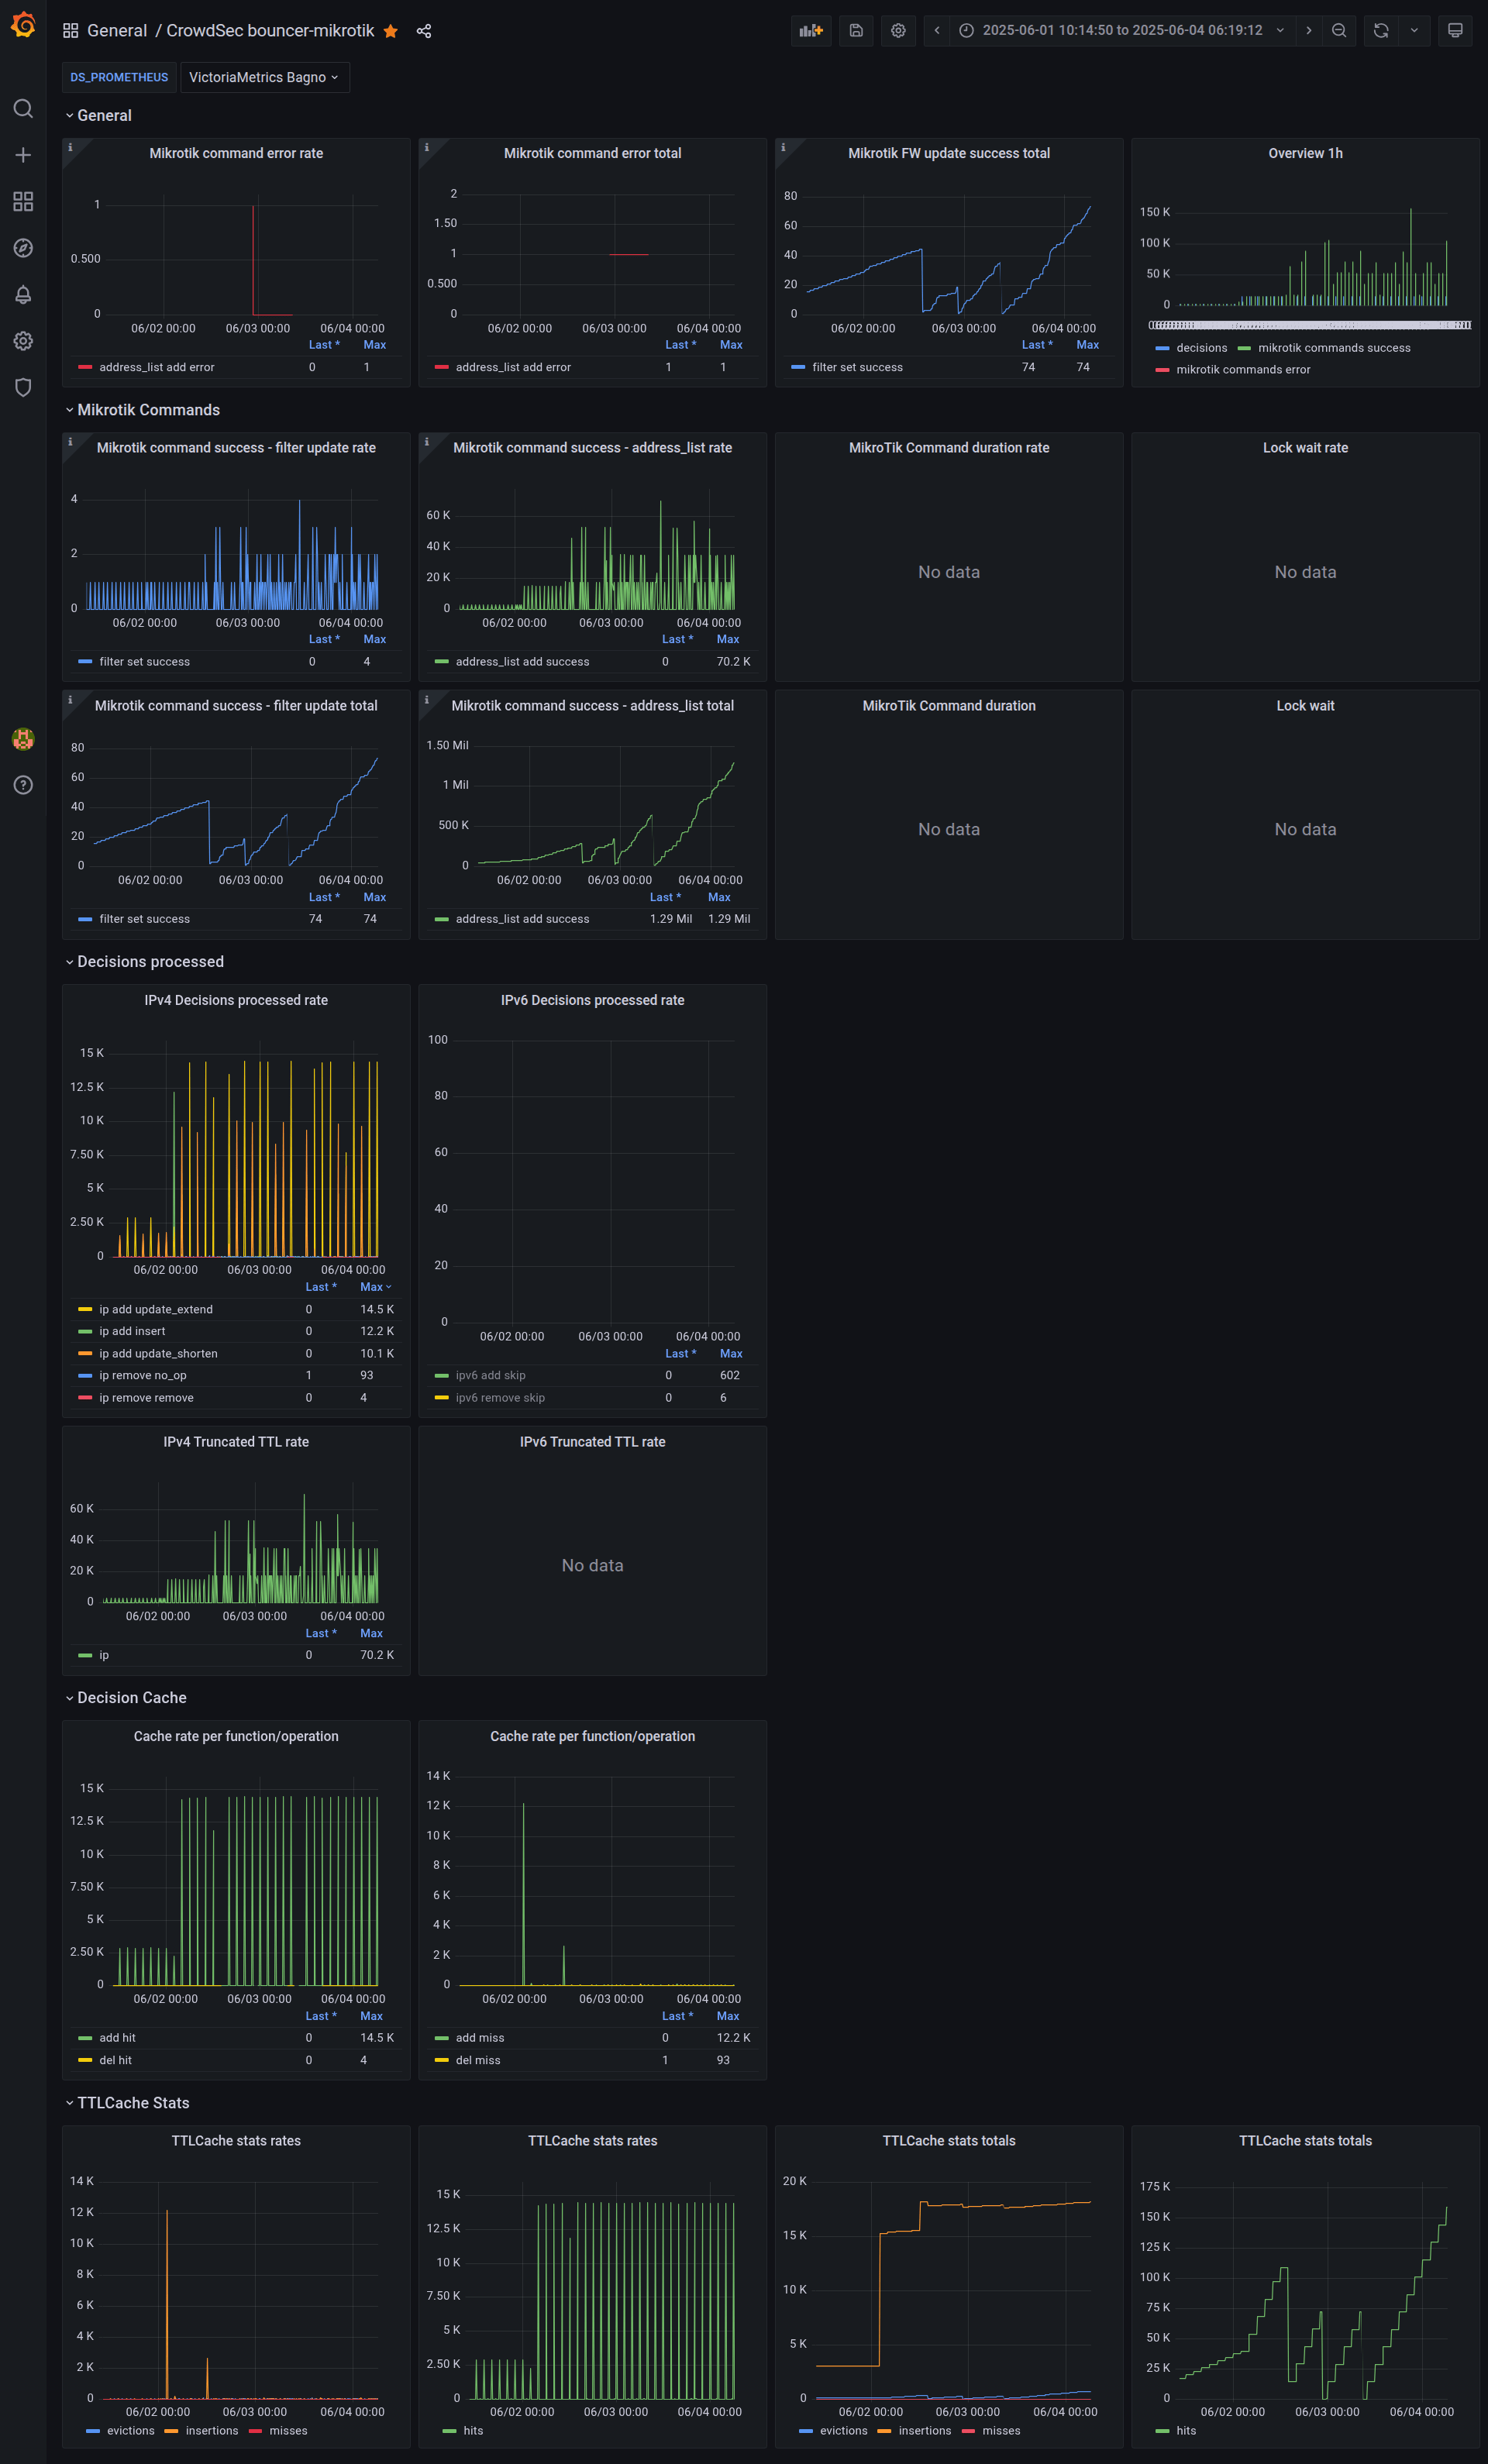 General / CrowdSec bouncer-mikrotik
2025-06-01 10:14:50 to 2025-06-04 06:19:12
DS_PROMETHEUS VictoriaMetrics Bagno
General
Mikrotik command error rate
1
0.500
0
06/02 00:00 06/03 00:00 06/04 00:00
Last * Max
address_list add error 0 1
Mikrotik command error total
2
1.50
1
0.500
0
06/02 00:00 06/03 00:00 06/04 00:00
Last * Max
address_list add error 1 1
Mikrotik FW update success total
80
60
40
20
0
06/02 00:00 06/03 00:00 06/04 00:00
Last * Max
filter set success 74 74
Overview 1h
150 K
100 K
50 K
0
decisions mikrotik commands success
mikrotik commands error
Mikrotik Commands
Mikrotik command success - filter update rate
4
2
0
06/02 00:00 06/03 00:00 06/04 00:00
Last * Max
filter set success 0 4
Mikrotik command success - address_list rate
60 K
40 K
20 K
0
06/02 00:00 06/03 00:00 06/04 00:00
Last * Max
address_list add success 0 70.2 K
MikroTik Command duration rate
No data
Lock wait rate
No data
Mikrotik command success - filter update total
80
60
40
20
0
06/02 00:00 06/03 00:00 06/04 00:00
Last * Max
filter set success 74 74
Mikrotik command success - address_list total
1.50 Mil
1 Mil
500 K
0
06/02 00:00 06/03 00:00 06/04 00:00
Last * Max
address_list add success 1.29 Mil 1.29 Mil
MikroTik Command duration
No data
Lock wait
No data
Decisions processed
IPv4 Decisions processed rate
15 K
12.5 K
10 K
7.50 K
5 K
2.50 K
0
06/02 00:00 06/03 00:00 06/04 00:00
Last * Max
ip add update_extend 0 14.5 K
ip add insert 0 12.2 K
ip add update_shorten 0 10.1 K
ip remove no_op 1 93
ip remove remove 0 4
IPv6 Decisions processed rate
100
80
60
40
20
0
06/02 00:00 06/03 00:00 06/04 00:00
Last * Max
ipv6 add skip 0 602
ipv6 remove skip 0 6
IPv4 Truncated TTL rate
60 K
40 K
20 K
0
06/02 00:00 06/03 00:00 06/04 00:00
Last * Max
ip 0 70.2 K
IPv6 Truncated TTL rate
No data
Decision Cache
Cache rate per function/operation
15 K
12.5 K
10 K
7.50 K
5 K
2.50 K
0
06/02 00:00 06/03 00:00 06/04 00:00
Last * Max
add hit 0 14.5 K
del hit 0 4
Cache rate per function/operation
14 K
12 K
10 K
8 K
6 K
4 K
2 K
0
06/02 00:00 06/03 00:00 06/04 00:00
Last * Max
add miss 0 12.2 K
del miss 1 93
TTLCache Stats
TTLCache stats rates
14 K
12 K
10 K
8 K
6 K
4 K
2 K
0
06/02 00:00 06/03 00:00 06/04 00:00
evictions insertions misses
TTLCache stats rates
15 K
12.5 K
10 K
7.50 K
5 K
2.50 K
0
06/02 00:00 06/03 00:00 06/04 00:00
hits
TTLCache stats totals
20 K
15 K
10 K
5 K
0
06/02 00:00 06/03 00:00 06/04 00:00
evictions insertions misses
TTLCache stats totals
175 K
150 K
125 K
100 K
75 K
50 K
25 K
0
06/02 00:00 06/03 00:00 06/04 00:00
hits